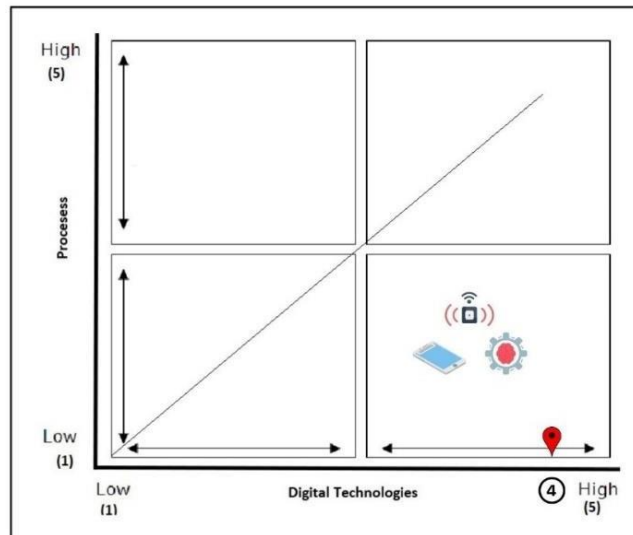 High
(5)
Procesess
Low
(1)
Low
(1)
Digital Technologies
4
High
(5)